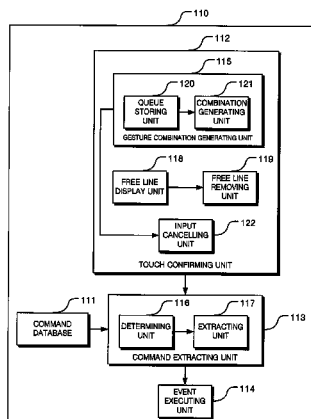 110
112
115
120
121
QUEUE STORING UNIT
COMBINATION GENERATING UNIT
GESTURE COMBINATION GENERATING UNIT
118
119
FREE LINE DISPLAY UNIT
FREE LINE REMOVING UNIT
122
INPUT CANCELLING UNIT
TOUCH CONFIRMING UNIT
111
116
117
COMMAND DATABASE
DETERMINING UNIT
EXTRACTING UNIT
113
COMMAND EXTRACTING UNIT
114
EVENT EXECUTING UNIT